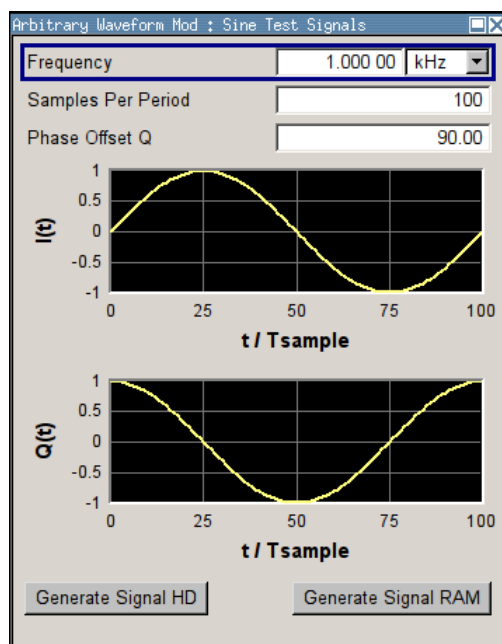 Arbitrary Waveform Mod : Sine Test Signals
Frequency 1.000 00 kHz
Samples Per Period 100
Phase Offset Q 90.00
1
0.5
0
-0.5
-1
I(t)
0 25 50 75 100
t / Tsample
1
0.5
0
-0.5
-1
Q(t)
0 25 50 75 100
t / Tsample
Generate Signal HD Generate Signal RAM